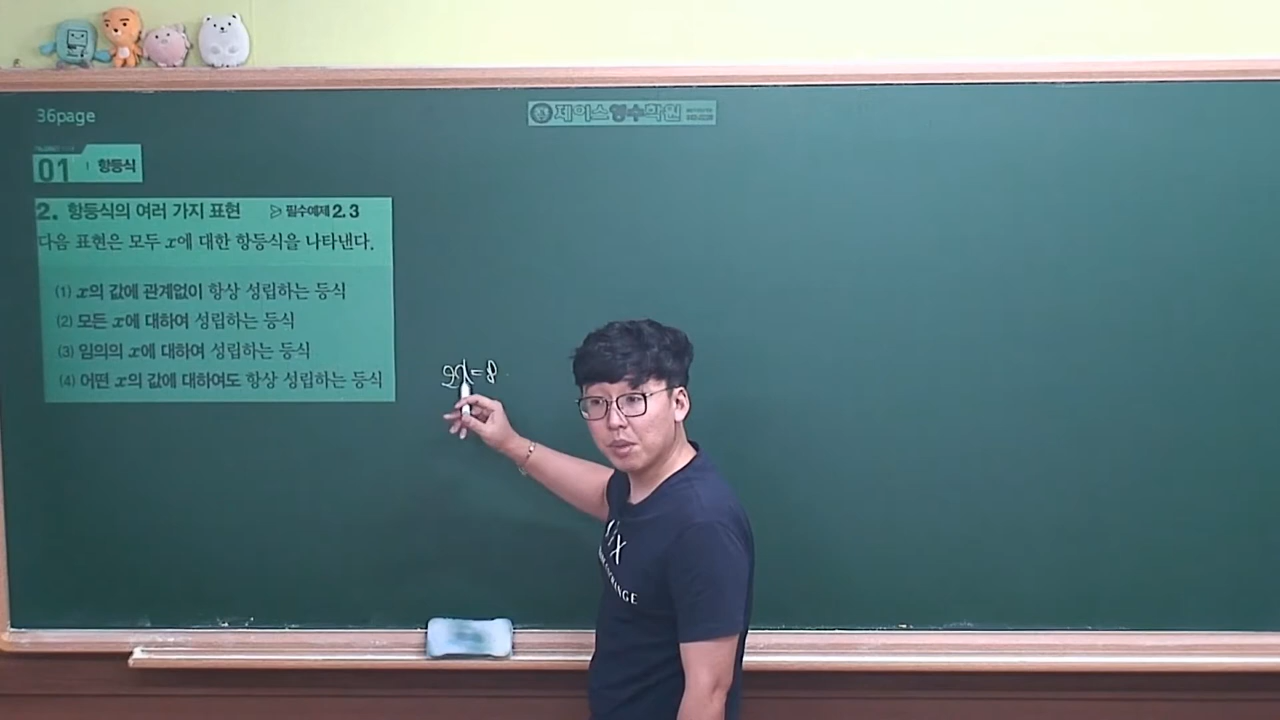 36page
제이스영수학원
01 항등식
2. 항등식의 여러 가지 표현 필수예제 2.3
다음 표현은 모두 x에 대한 항등식을 나타낸다.
(1) x의 값에 관계없이 항상 성립하는 등식
(2) 모든 x에 대하여 성립하는 등식
(3) 임의의 x에 대하여 성립하는 등식
(4) 어떤 x의 값에 대하여도 항상 성립하는 등식
2x=8